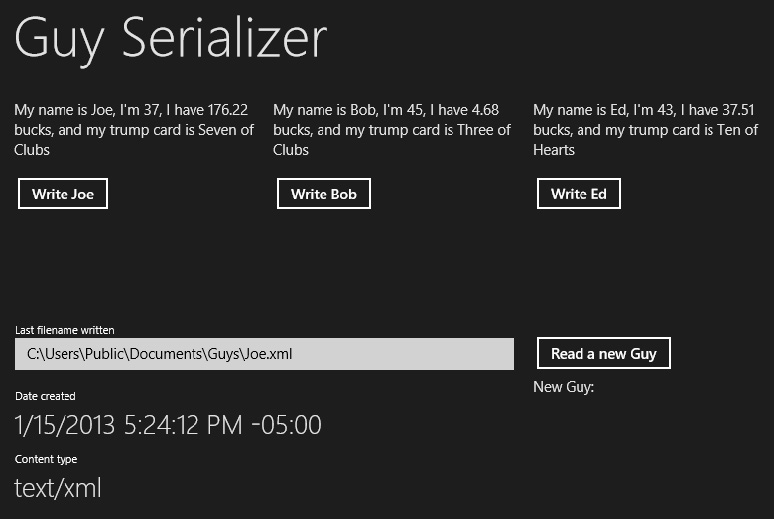 Guy Serializer
My name is Joe, I'm 37, I have 176.22
bucks, and my trump card is Seven of
Clubs
Write Joe
My name is Bob, I'm 45, I have 4.68
bucks, and my trump card is Three of
Clubs
Write Bob
My name is Ed, I'm 43, I have 37.51
bucks, and my trump card is Ten of
Hearts
Write Ed
Last filename written
C:\Users\Public\Documents\Guys\Joe.xml
Date created
1/15/2013 5:24:12 PM -05:00
Content type
text/xml
Read a new Guy
New Guy: